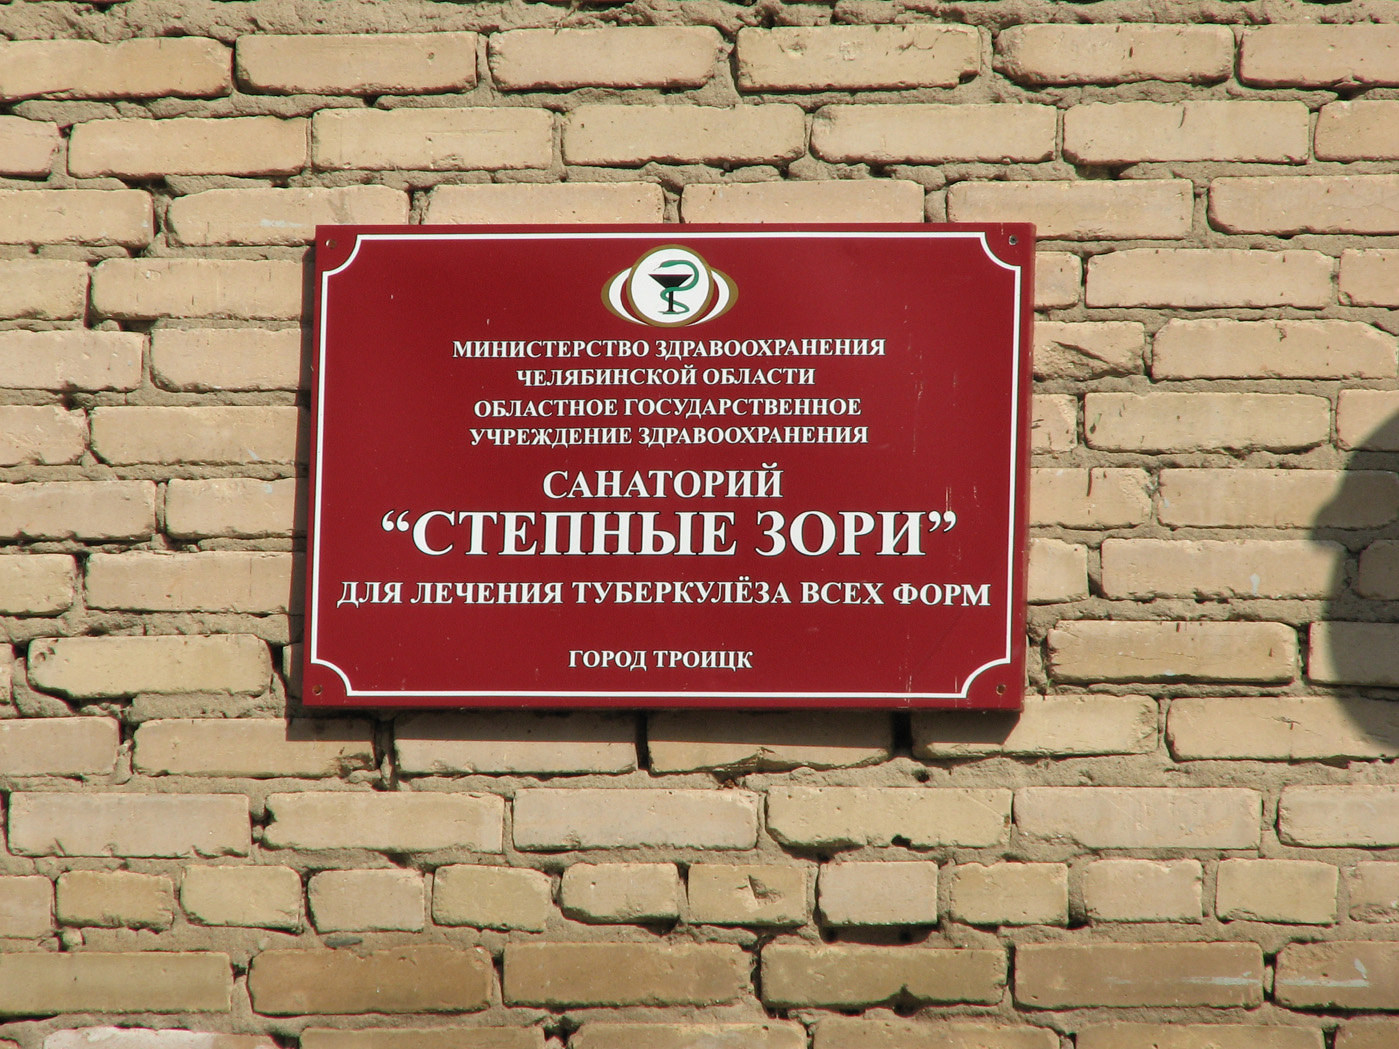 МИНИСТЕРСТВО ЗДРАВООХРАНЕНИЯ
ЧЕЛЯБИНСКОЙ ОБЛАСТИ
ОБЛАСТНОЕ ГОСУДАРСТВЕННОЕ
УЧРЕЖДЕНИЕ ЗДРАВООХРАНЕНИЯ
САНАТОРИЙ
“СТЕПНЫЕ ЗОРИ”
ДЛЯ ЛЕЧЕНИЯ ТУБЕРКУЛЁЗА ВСЕХ ФОРМ
ГОРОД ТРОИЦК